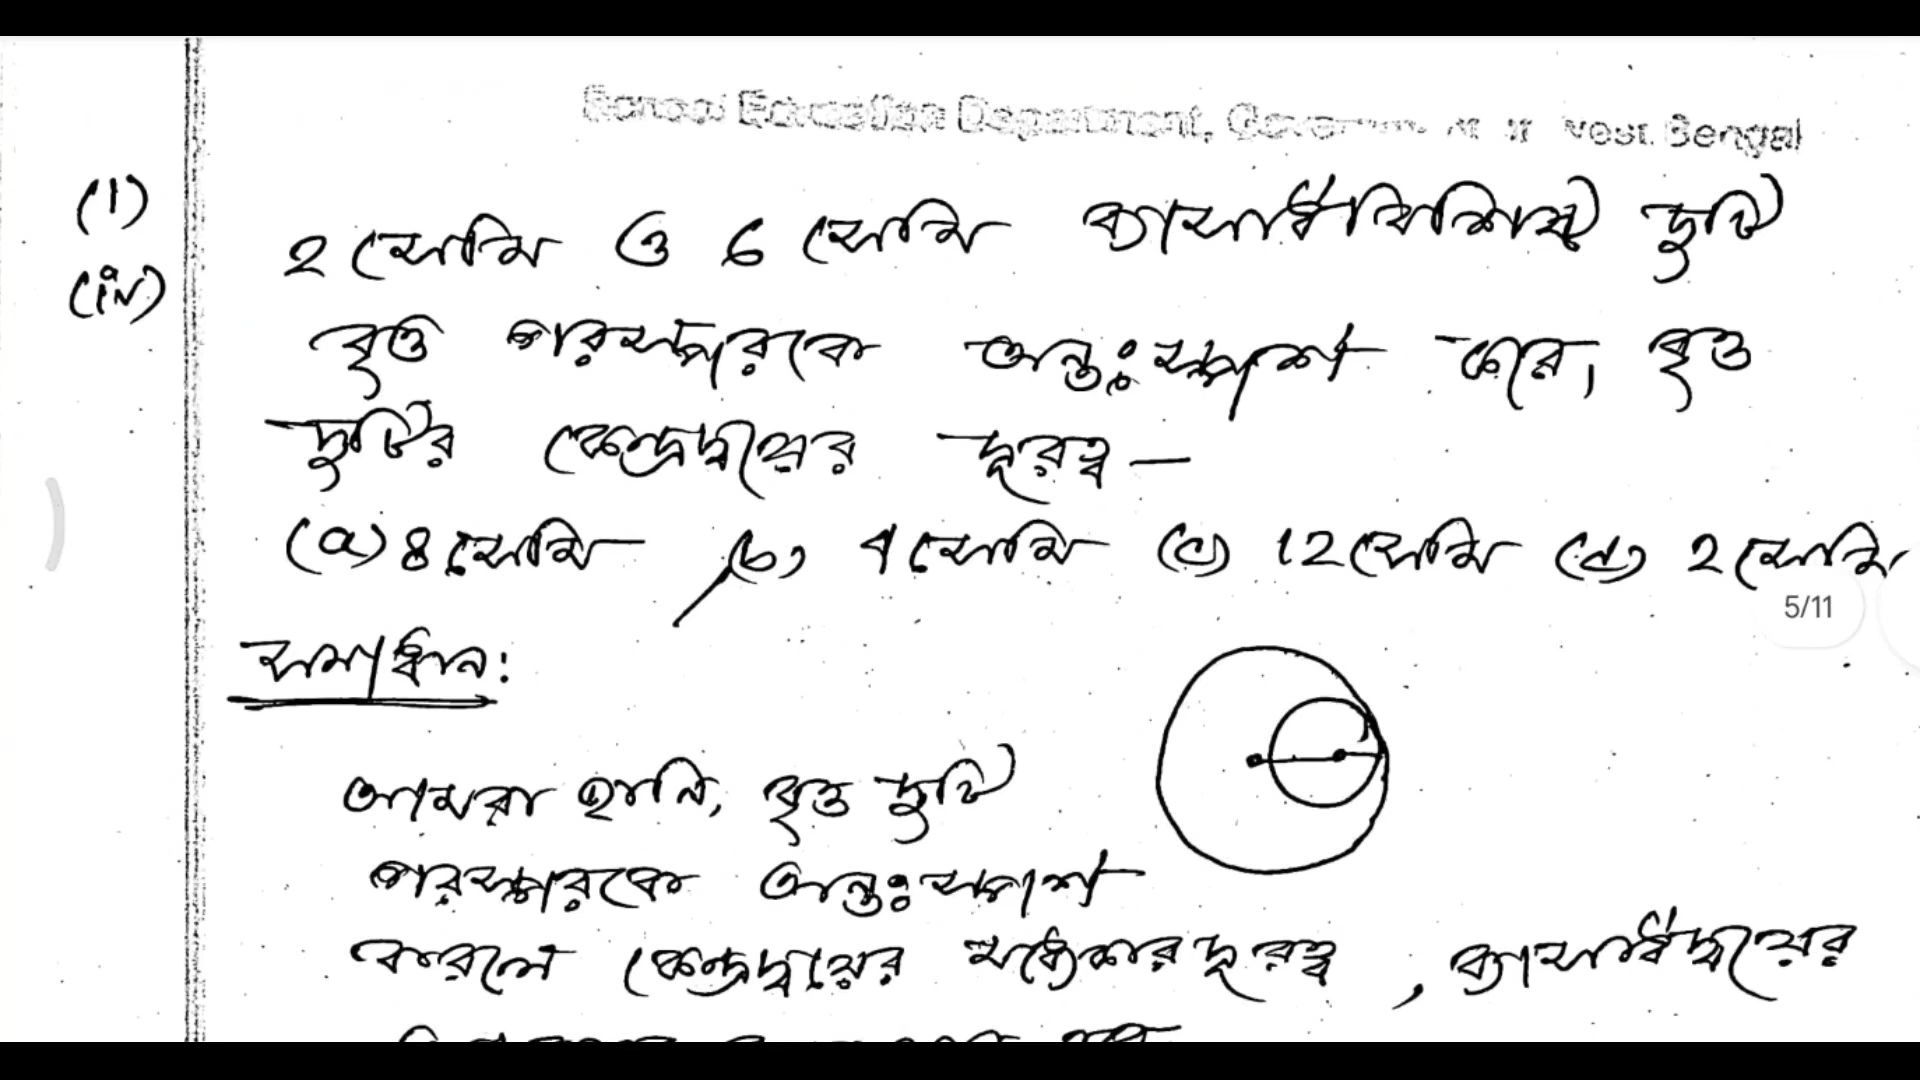 School Education Department, Government of West Bengal
(1)
(iv)
2 সেমি ও 6 সেমি ব্যাসার্ধবিশিষ্ট দুটি
বৃত্ত পরস্পরকে অন্তঃস্পর্শ করে, বৃত্ত
দুটির কেন্দ্রদ্বয়ের দূরত্ব —
(a) 8 সেমি (b) 4 সেমি (c) 12 সেমি (d) 2 সেমি
5/11
সমাধান:
আমরা জানি, বৃত্ত দুটি
পরস্পরকে অন্তঃস্পর্শ
করলে কেন্দ্রদ্বয়ের মধ্যেকার দূরত্ব, ব্যাসার্ধদ্বয়ের